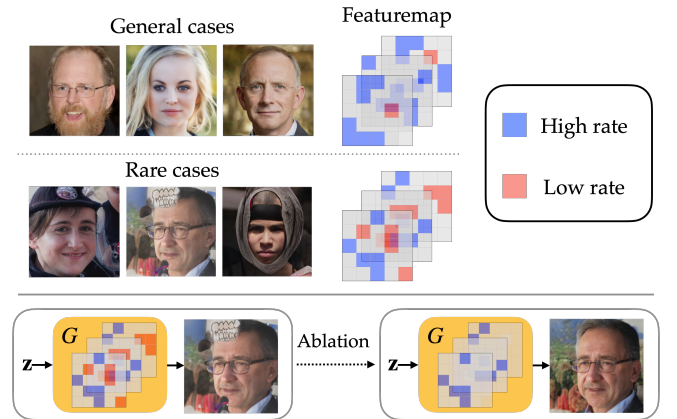 General cases
Featuremap
High rate
Low rate
Rare cases
z
G
Ablation
z
G